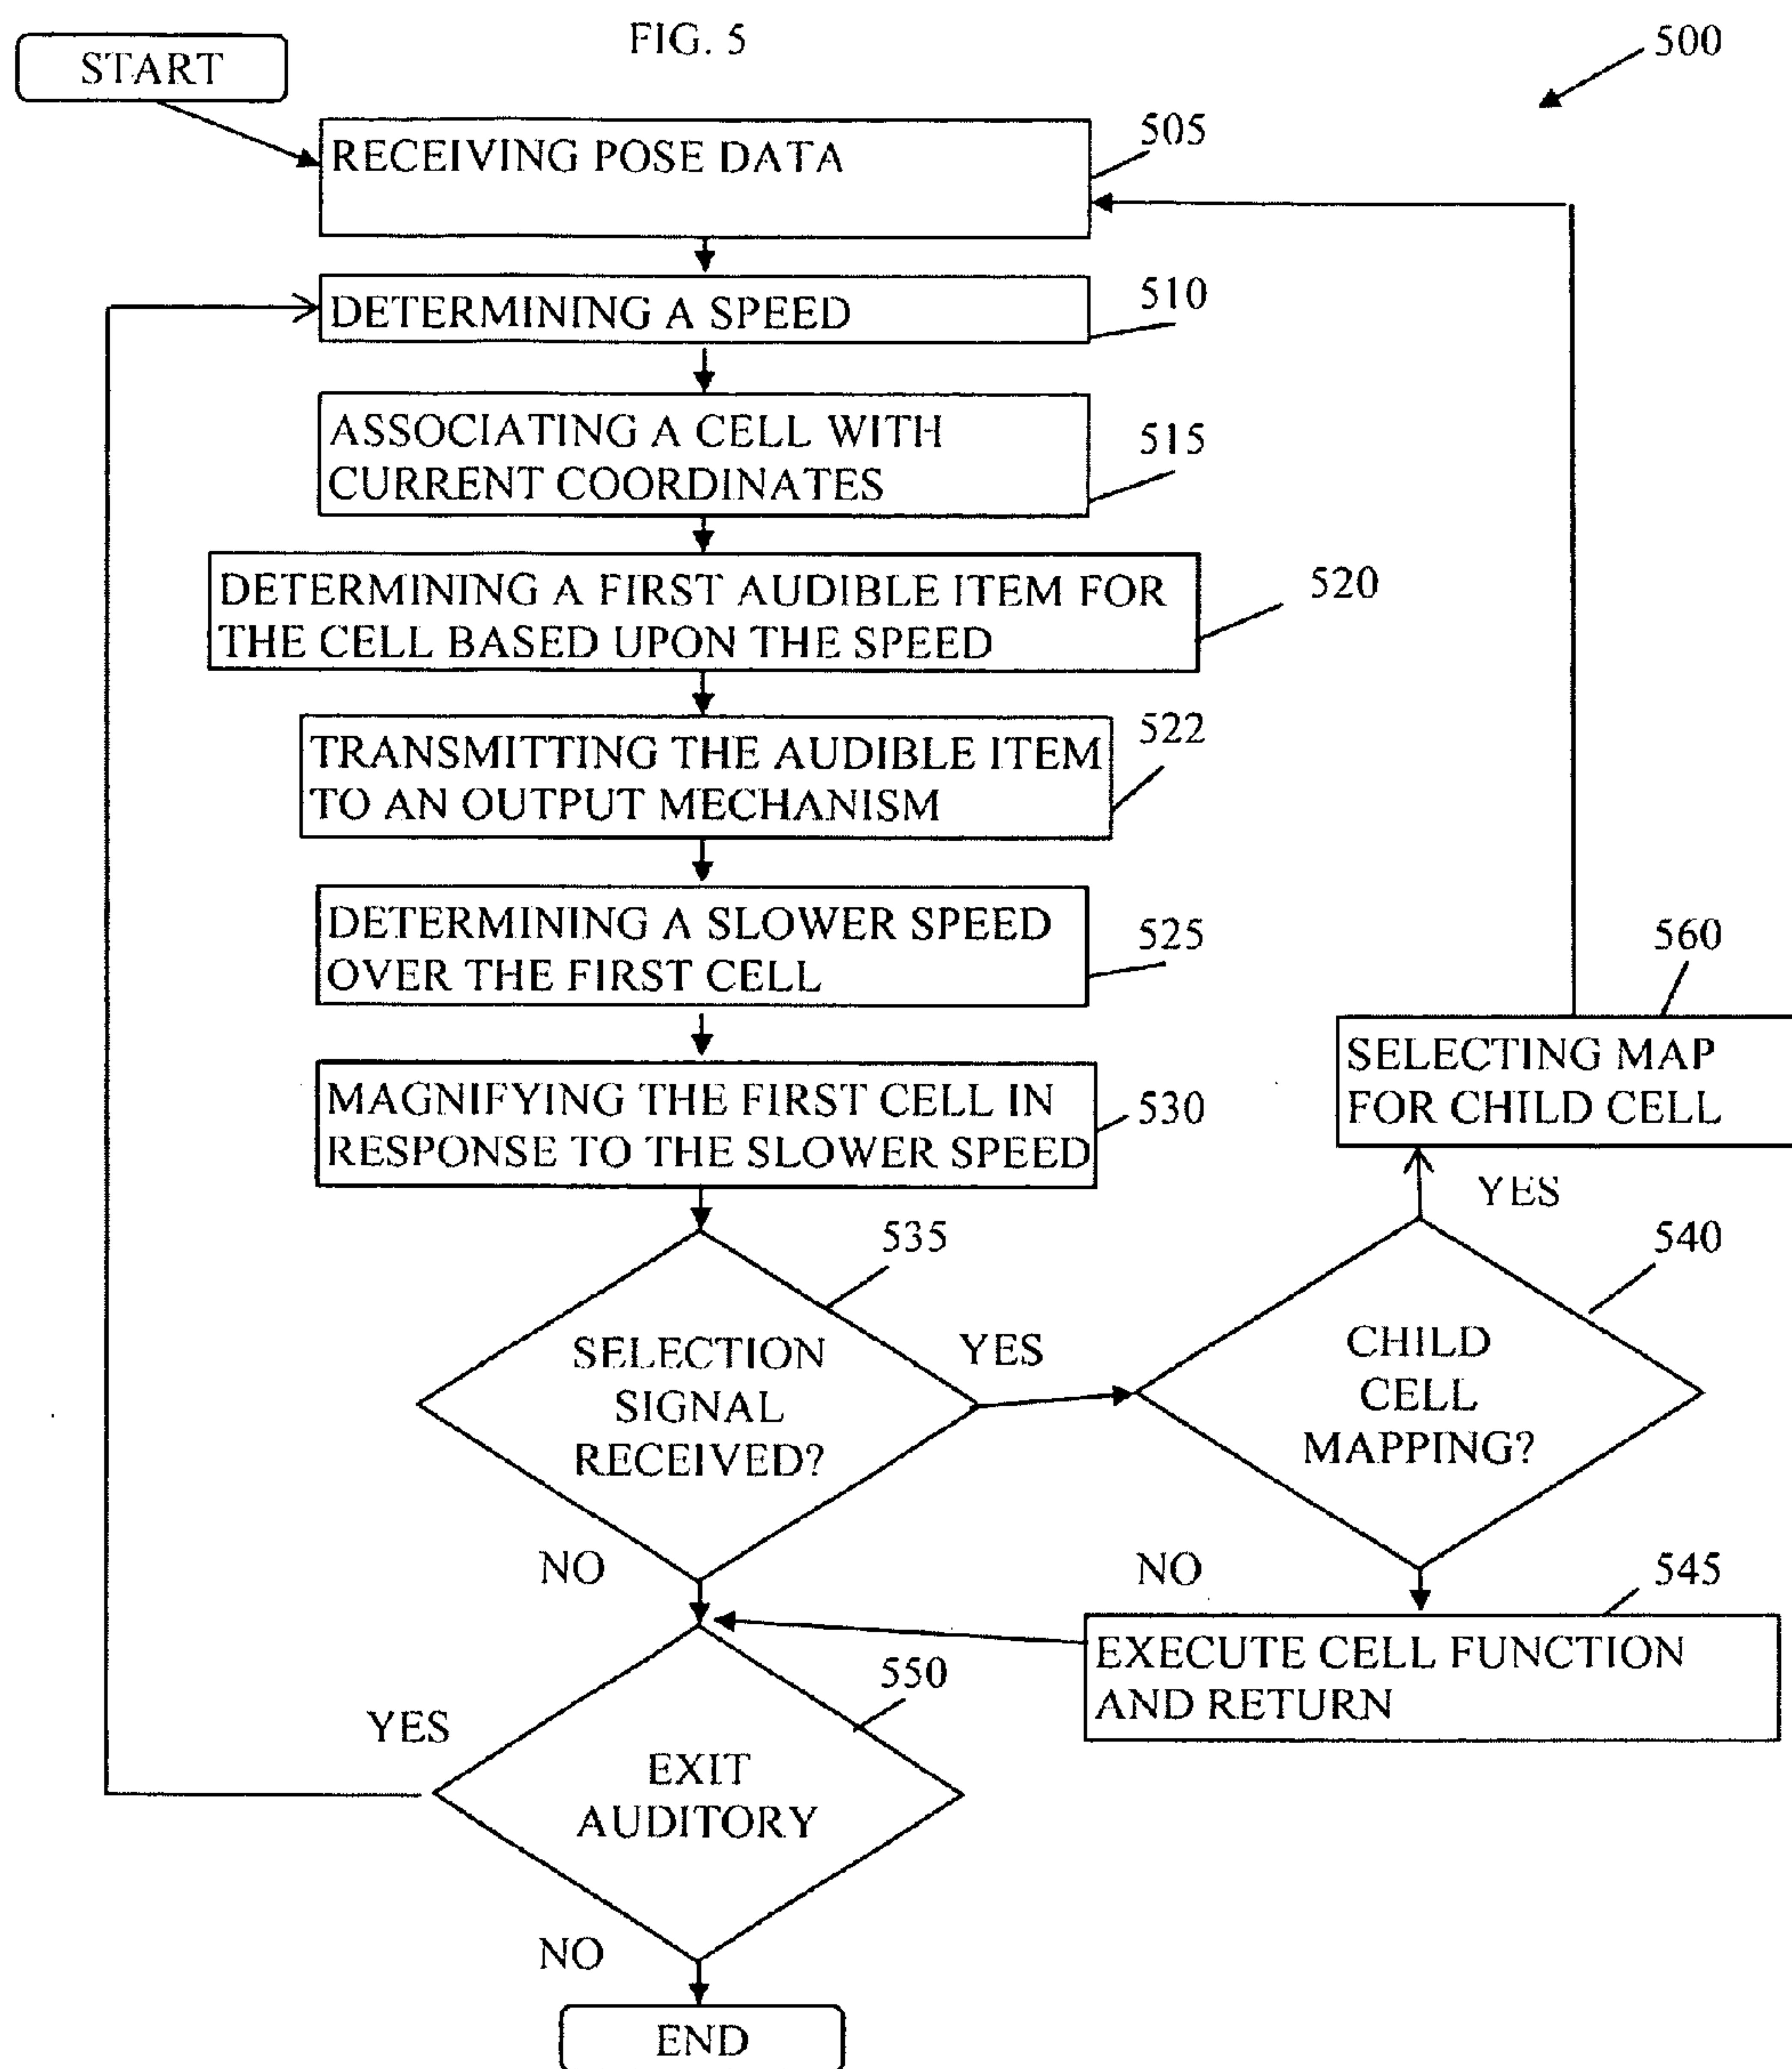 FIG. 5
500
START
RECEIVING POSE DATA
505
DETERMINING A SPEED
510
ASSOCIATING A CELL WITH
CURRENT COORDINATES
515
DETERMINING A FIRST AUDIBLE ITEM FOR
THE CELL BASED UPON THE SPEED
520
TRANSMITTING THE AUDIBLE ITEM
TO AN OUTPUT MECHANISM
522
DETERMINING A SLOWER SPEED
OVER THE FIRST CELL
525
MAGNIFYING THE FIRST CELL IN
RESPONSE TO THE SLOWER SPEED
530
560
SELECTING MAP
FOR CHILD CELL
YES
535
SELECTION
SIGNAL
RECEIVED?
YES
540
CHILD
CELL
MAPPING?
NO
NO
545
EXECUTE CELL FUNCTION
AND RETURN
550
YES
EXIT
AUDITORY
NO
END